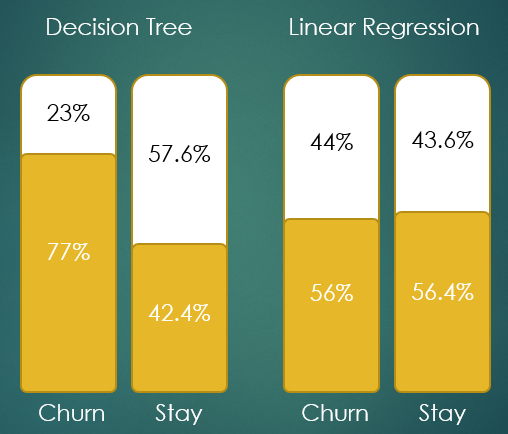 Decision Tree
23%
77%
Churn
57.6%
42.4%
Stay
Linear Regression
44%
56%
Churn
43.6%
56.4%
Stay